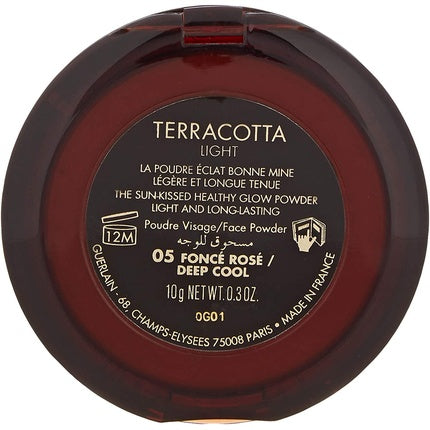 TERRACOTTA
LIGHT
LA POUDRE ÉCLAT BONNE MINE
LÉGÈRE ET LONGUE TENUE
THE SUN-KISSED HEALTHY GLOW POWDER
LIGHT AND LONG-LASTING
Poudre Visage/Face Powder
مسحوق للوجه
12M
05 FONCÉ ROSÉ /
DEEP COOL
10g NET WT. 0.3 OZ.
0G01
GUERLAIN - 68, CHAMPS-ELYSEES 75008 PARIS • MADE IN FRANCE